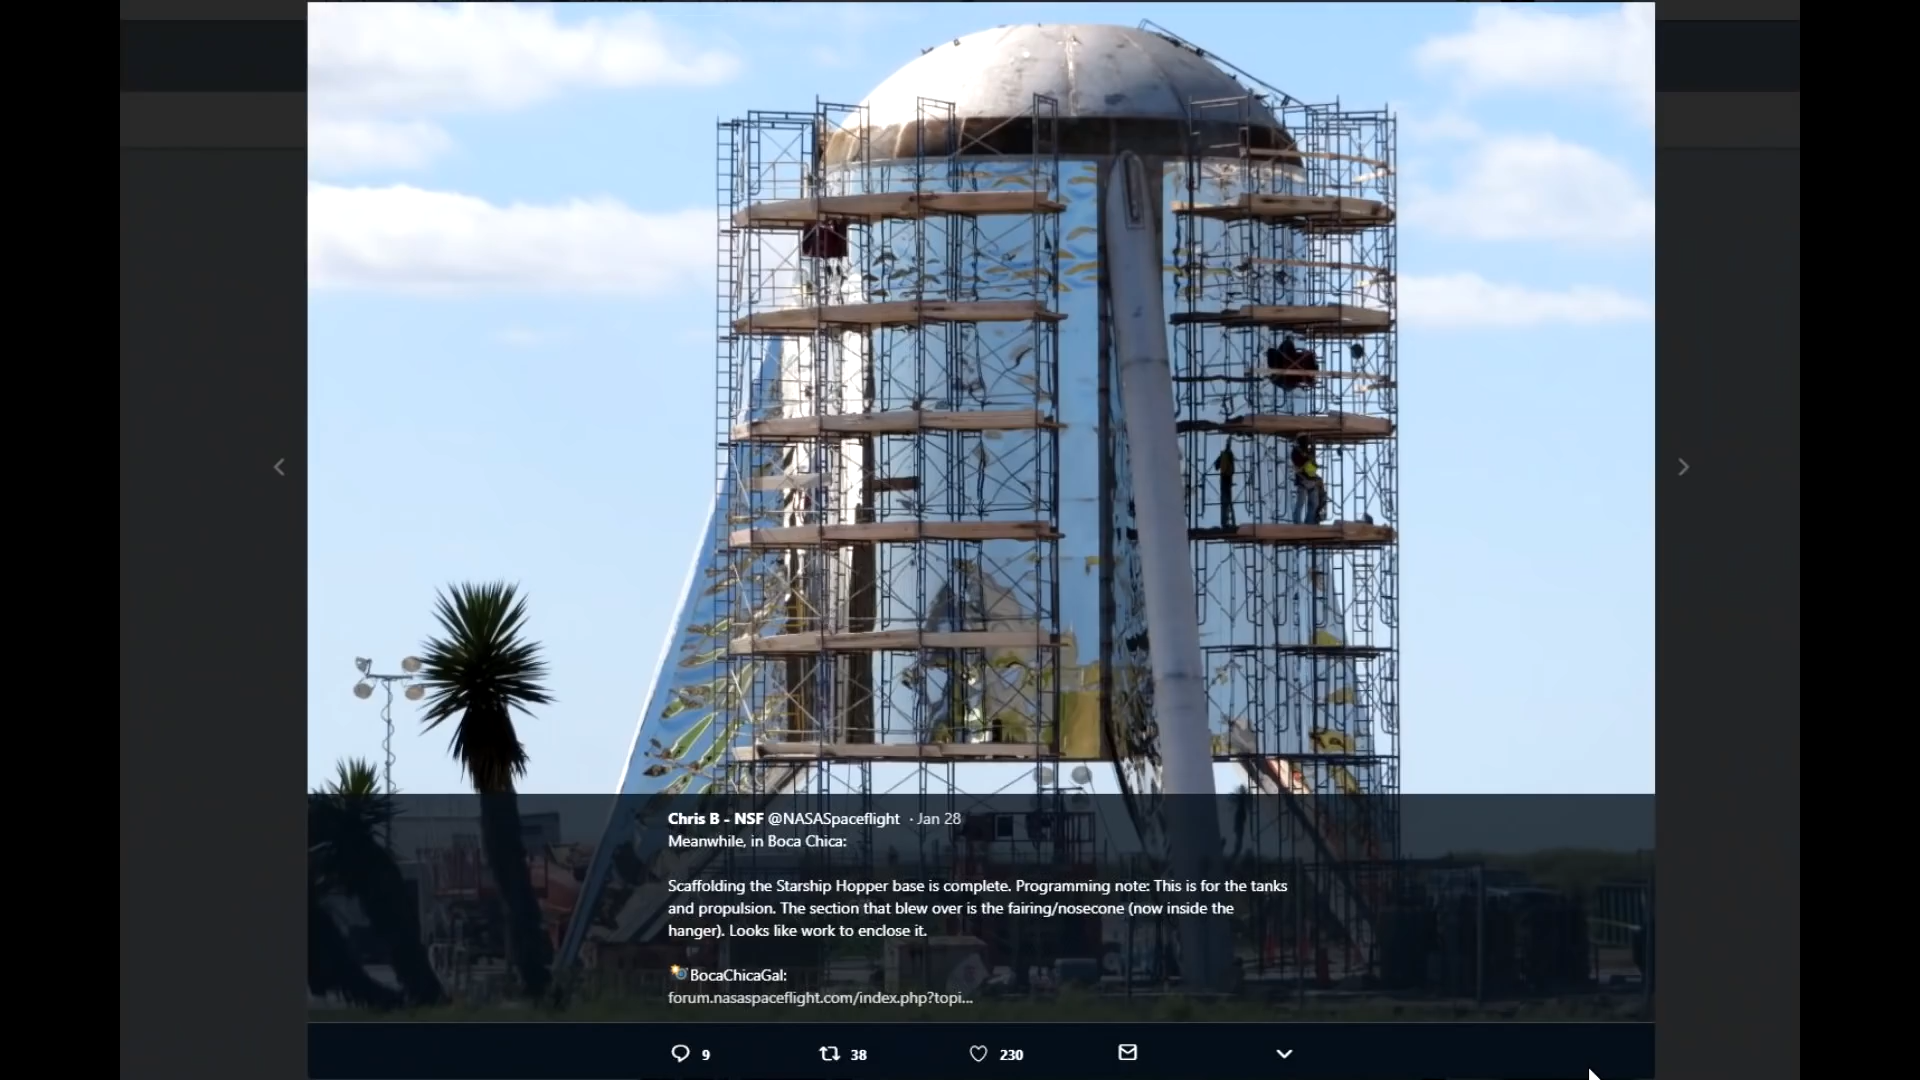 Chris B - NSF @NASASpaceflight · Jan 28
Meanwhile, in Boca Chica:
Scaffolding the Starship Hopper base is complete. Programming note: This is for the tanks
and propulsion. The section that blew over is the fairing/nosecone (now inside the
hanger). Looks like work to enclose it.
BocaChicaGal:
forum.nasaspaceflight.com/index.php?topi...
9 38 230